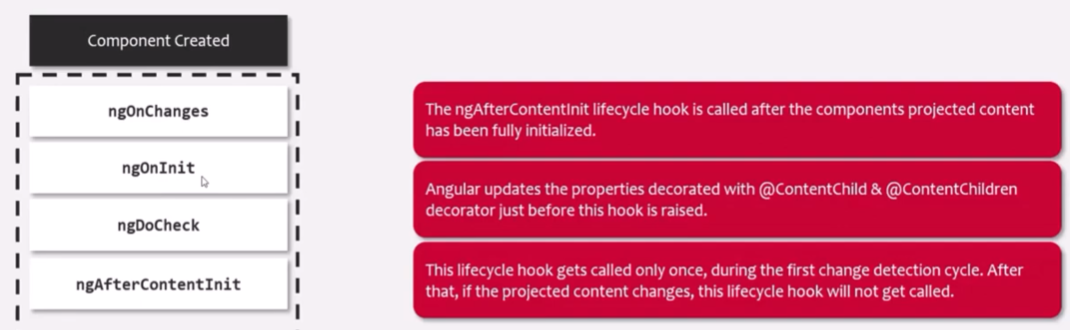 Component Created
ngOnChanges
ngOnInit
ngDoCheck
ngAfterContentInit
The ngAfterContentInit lifecycle hook is called after the components projected content
has been fully initialized.
Angular updates the properties decorated with @ContentChild & @ContentChildren
decorator just before this hook is raised.
This lifecycle hook gets called only once, during the first change detection cycle. After
that, if the projected content changes, this lifecycle hook will not get called.